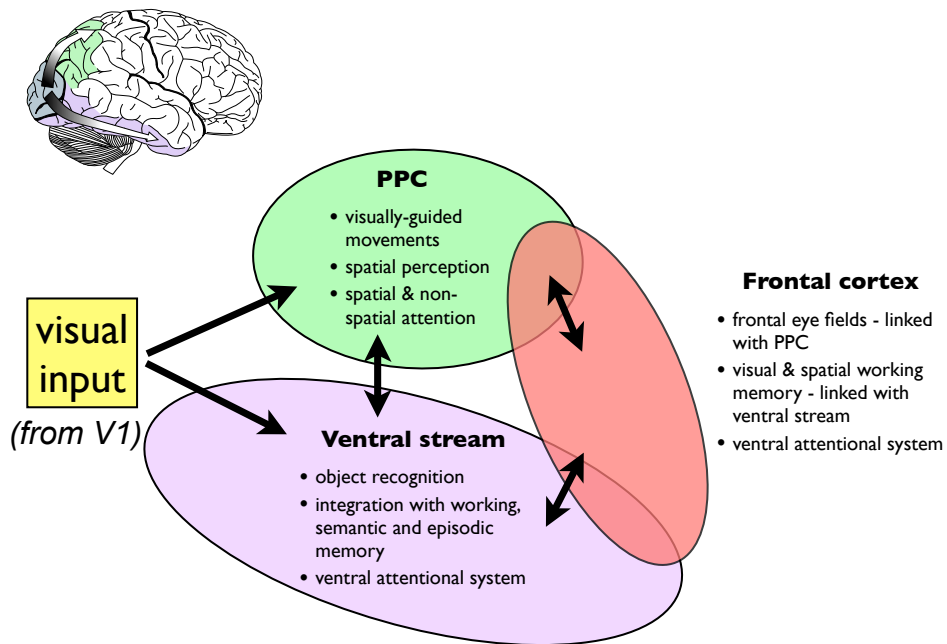 PPC
• visually-guided
movements
• spatial perception
• spatial & non-
spatial attention
visual
input
(from V1)
Frontal cortex
• frontal eye fields - linked
with PPC
• visual & spatial working
memory - linked with
ventral stream
• ventral attentional system
Ventral stream
• object recognition
• integration with working,
semantic and episodic
memory
• ventral attentional system